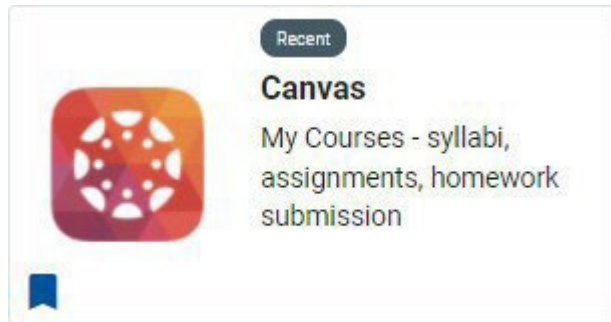 Recent
Canvas
My Courses - syllabi,
assignments, homework
submission